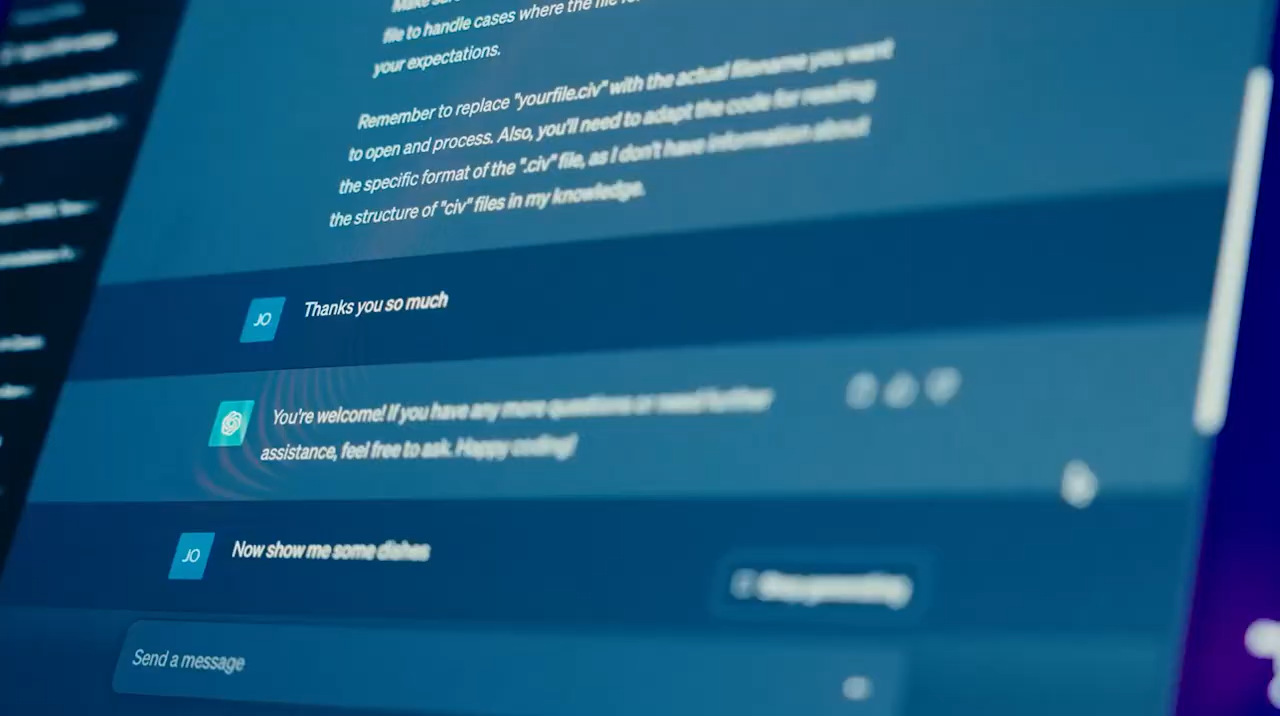 file to handle cases where the file
your expectations.
Remember to replace "yourfile.civ" with the actual filename you want
to open and process. Also, you'll need to adapt the code for reading
the specific format of the ".civ" file, as I don't have information about
the structure of "civ" files in my knowledge.
JO
Thanks you so much
You're welcome! If you have any more questions or need further
assistance, feel free to ask. Happy coding!
JO
Now show me some dishes
Stop generating
Send a message